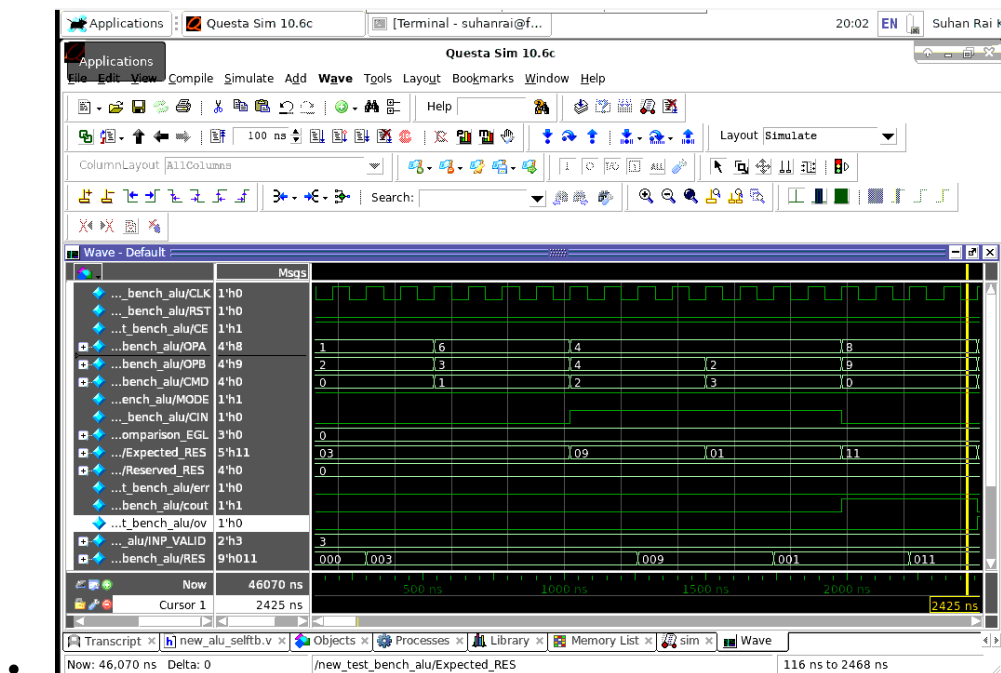 Applications Questa Sim 10.6c [Terminal - suhanrai@f... 20:02 EN Suhan Rai K
Applications
Questa Sim 10.6c
File Edit View Compile Simulate Add Wave Tools Layout Bookmarks Window Help
Help
100 ns Layout Simulate
ColumnLayout AllColumns
Search:
Wave - Default
Msgs
..._bench_alu/CLK 1'h0
..._bench_alu/RST 1'h0
...t_bench_alu/CE 1'h1
...bench_alu/OPA 4'h8 1 6 4 8
...bench_alu/OPB 4'h9 2 3 4 2 9
...bench_alu/CMD 4'h0 0 1 2 3 0
...ench_alu/MODE 1'h1
..._bench_alu/CIN 1'h0
...omparison_EGL 3'h0 0
.../Expected_RES 5'h11 03 09 01 11
.../Reserved_RES 4'h0 0
...t_bench_alu/err 1'h0
...bench_alu/cout 1'h1
...t_bench_alu/ov 1'h0
..._alu/INP_VALID 2'h3 3
...bench_alu/RES 9'h011 000 003 009 001 011
Now 46070 ns 500 ns 1000 ns 1500 ns 2000 ns
Cursor 1 2425 ns 2425 ns
Transcript new_alu_selftb.v Objects Processes Library Memory List sim Wave
Now: 46,070 ns Delta: 0 /new_test_bench_alu/Expected_RES 116 ns to 2468 ns